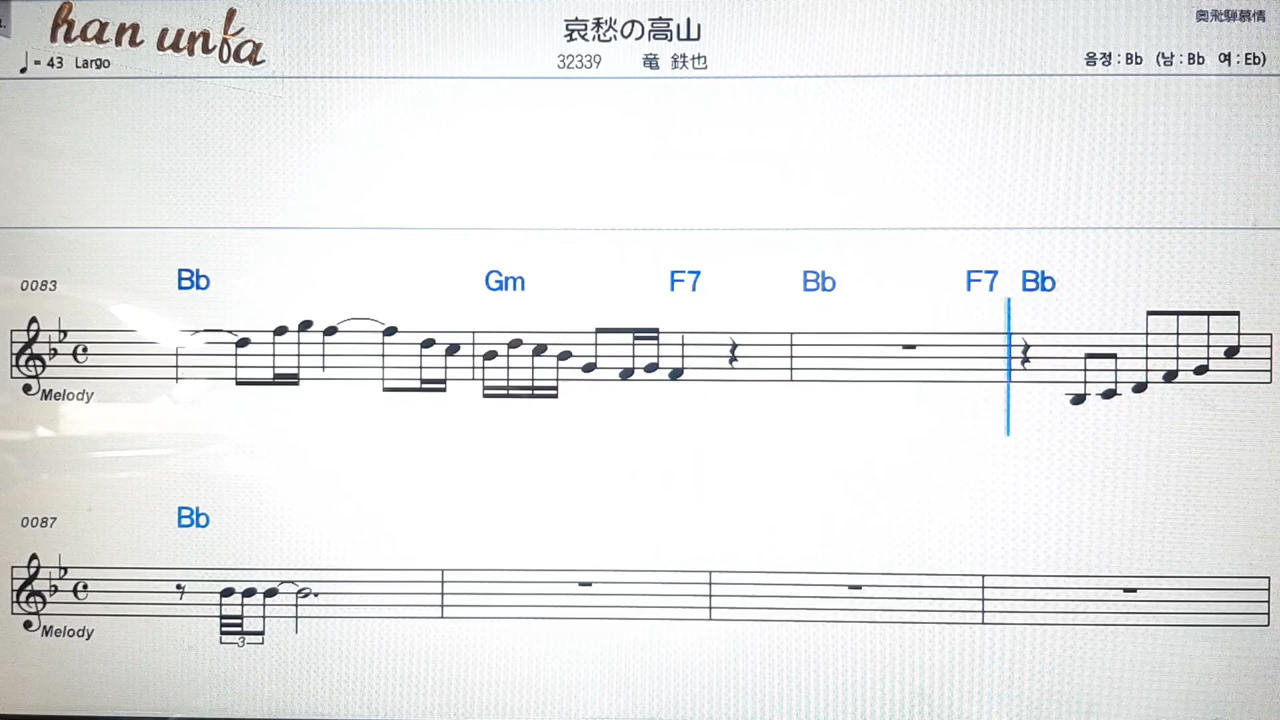 han unfa
哀愁の高山
奥飛騨慕情
♩ = 43 Largo
32339 竜 鉄也
음정 : Bb (남 : Bb 여 : Eb)
0083 Bb Gm F7 Bb F7 Bb
Melody
0087 Bb
3
Melody